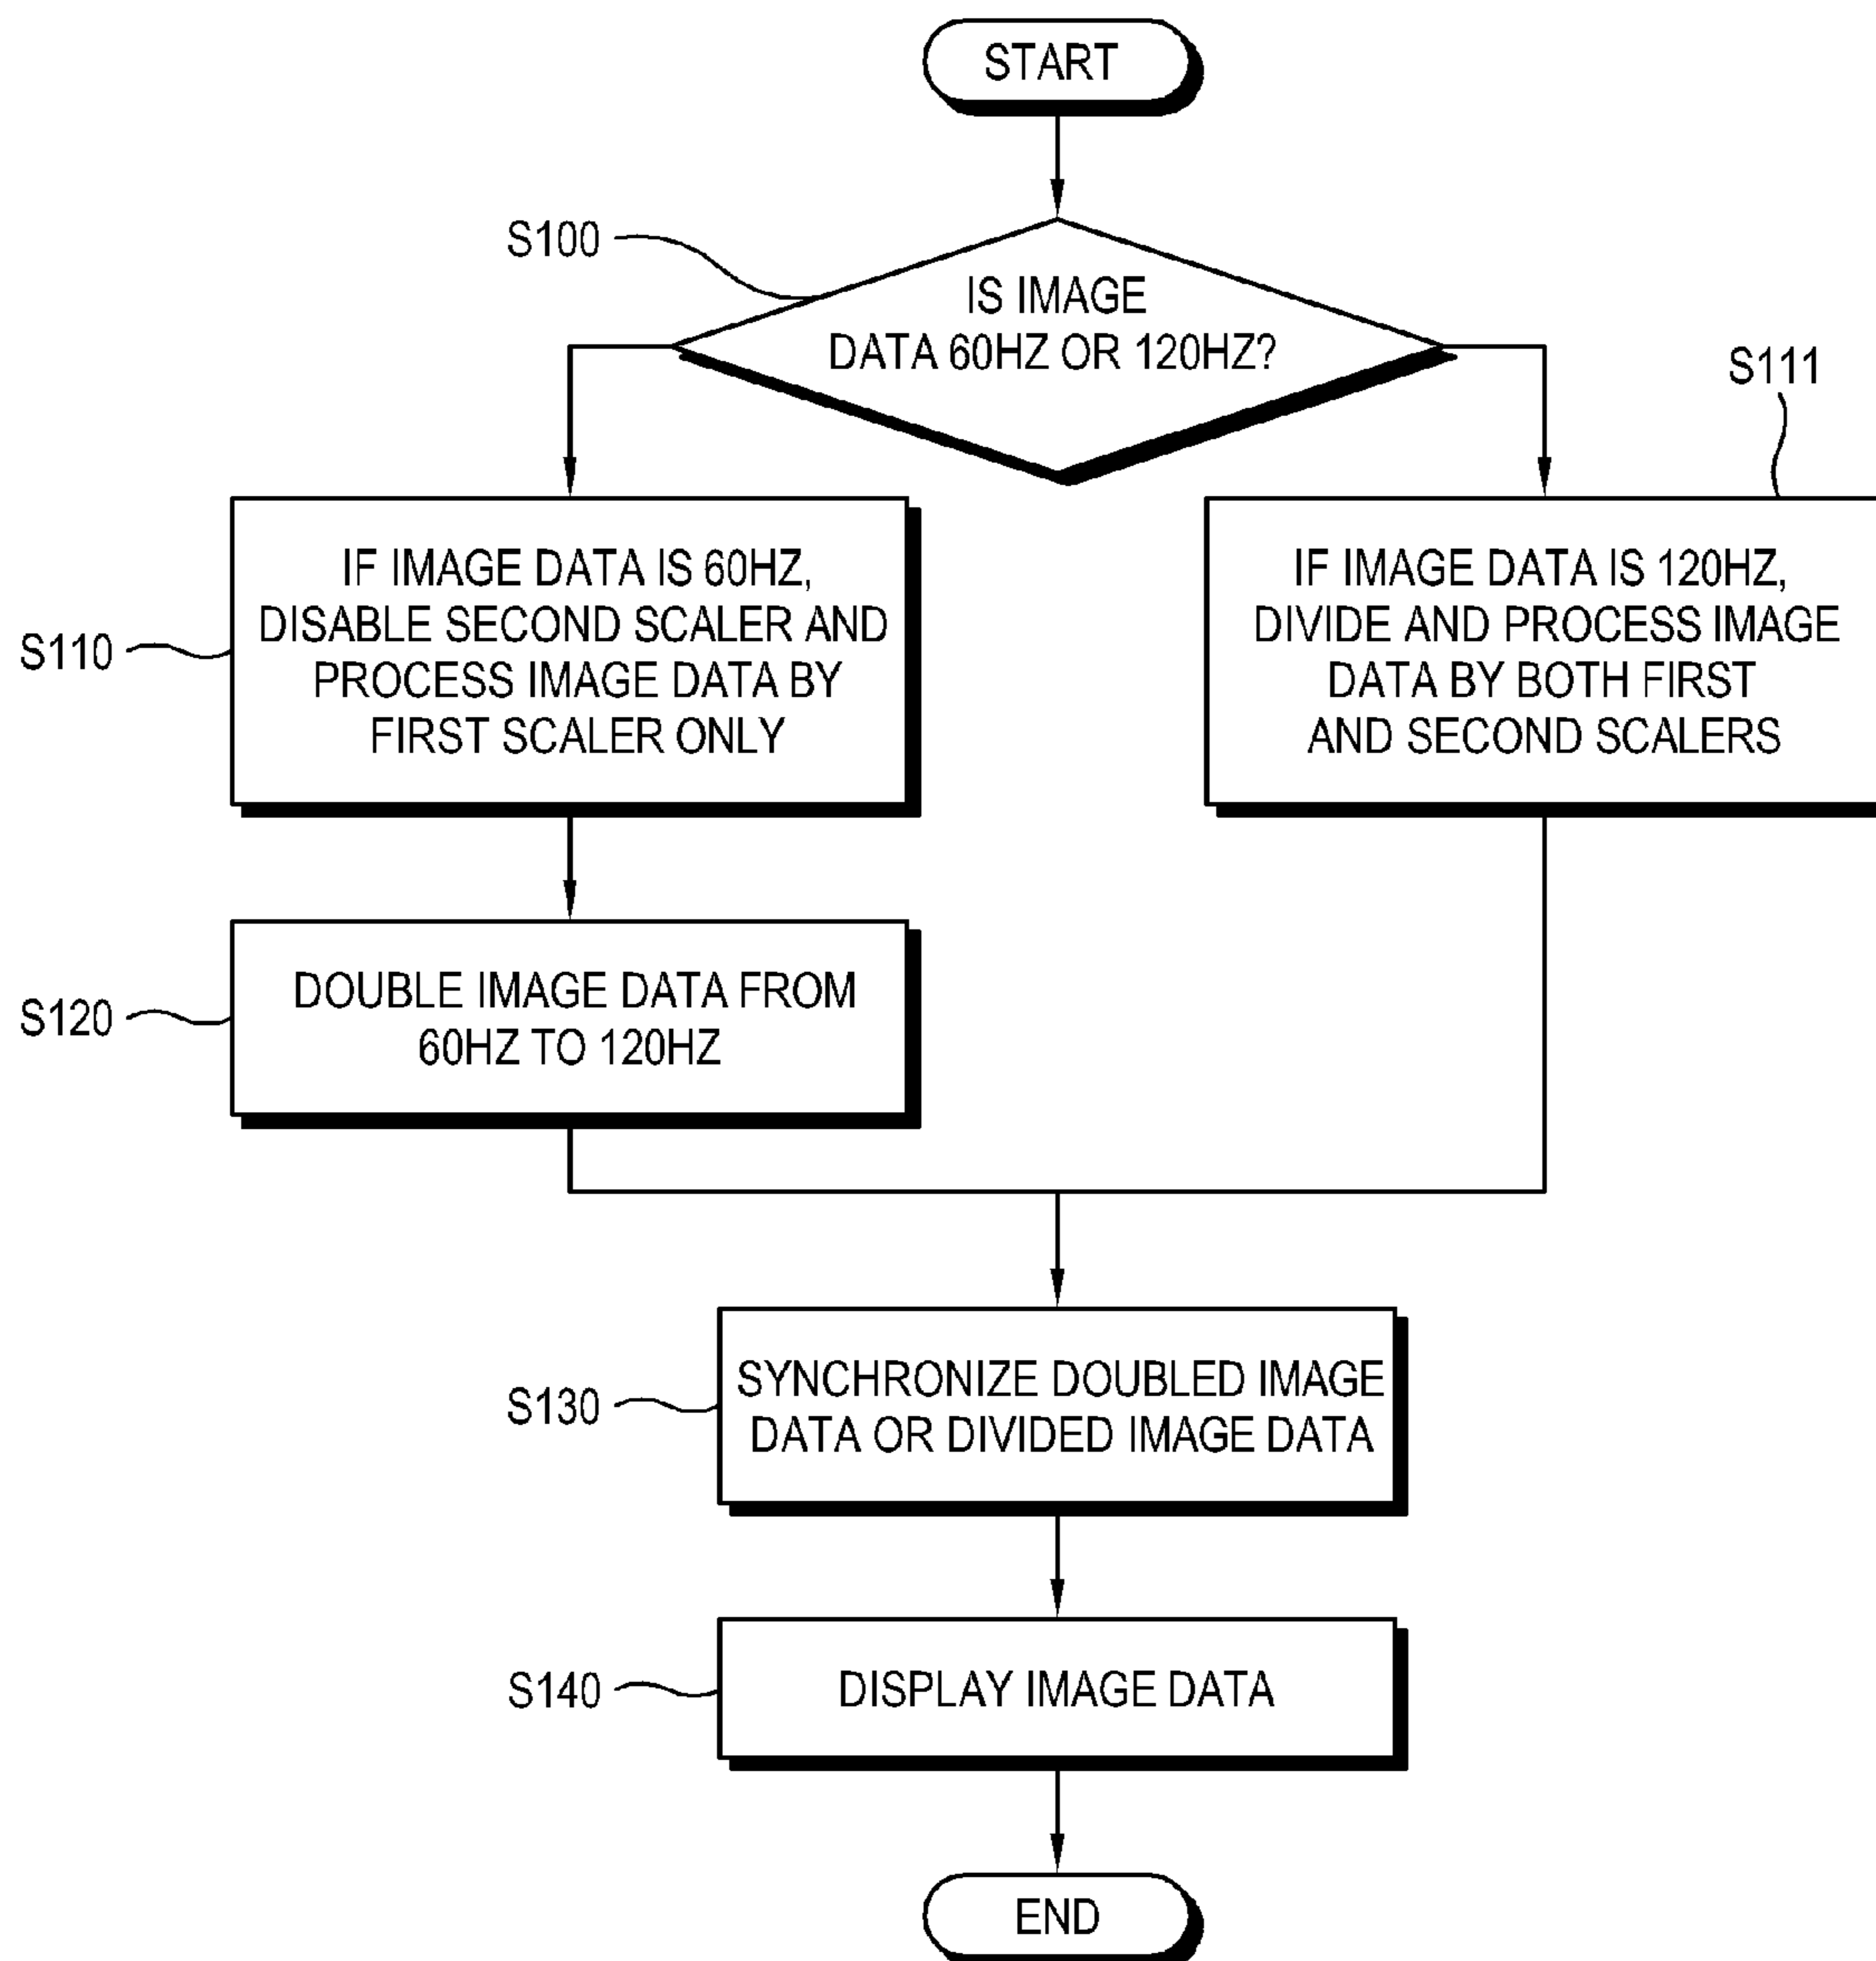 START
S100
IS IMAGE
DATA 60HZ OR 120HZ?
S111
S110
IF IMAGE DATA IS 60HZ,
DISABLE SECOND SCALER AND
PROCESS IMAGE DATA BY
FIRST SCALER ONLY
IF IMAGE DATA IS 120HZ,
DIVIDE AND PROCESS IMAGE
DATA BY BOTH FIRST
AND SECOND SCALERS
S120
DOUBLE IMAGE DATA FROM
60HZ TO 120HZ
S130
SYNCHRONIZE DOUBLED IMAGE
DATA OR DIVIDED IMAGE DATA
S140
DISPLAY IMAGE DATA
END